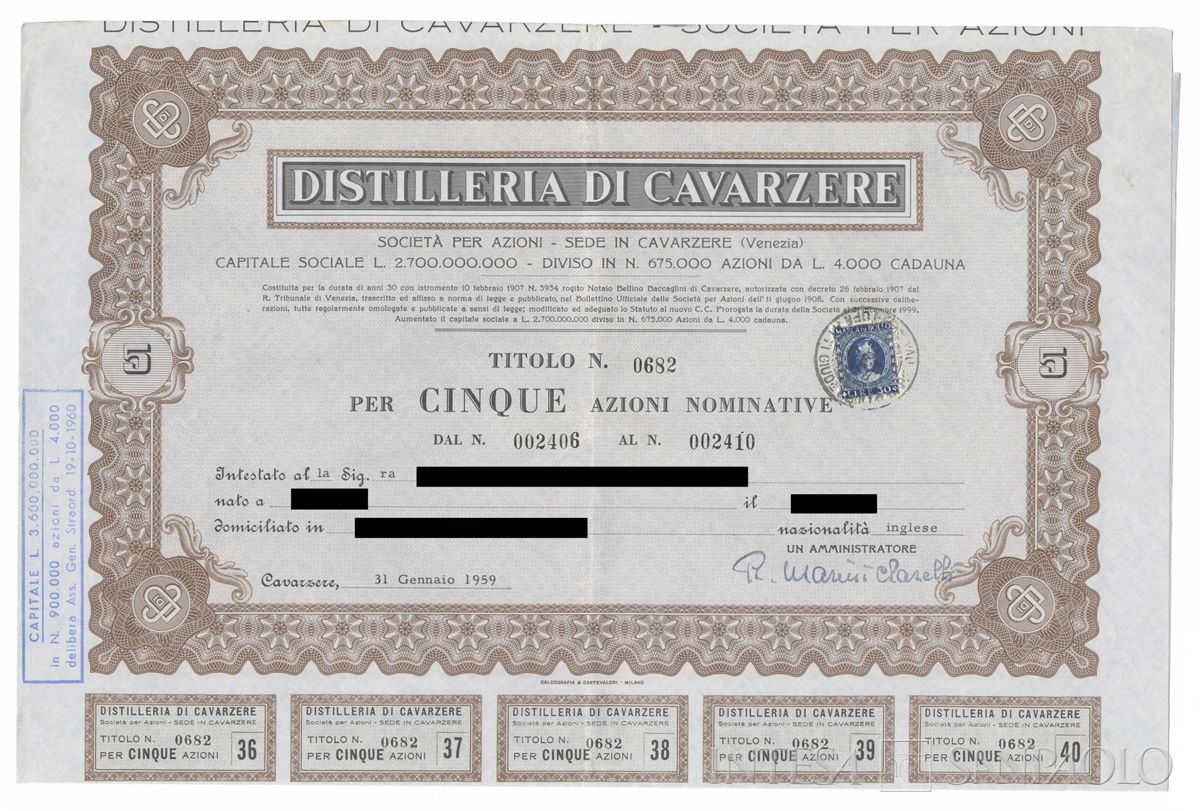 DISTILLERIA DI CAVARZERE - SOCIETÀ PER AZIONI
DISTILLERIA DI CAVARZERE
SOCIETÀ PER AZIONI - SEDE IN CAVARZERE (Venezia)
CAPITALE SOCIALE L. 2.700.000.000 - DIVISO IN N. 675.000 AZIONI DA L. 4.000 CADAUNA
Costituita per la durata di anni 30 con istromento 10 febbraio 1907 N. 3934 rogito Notaio Bellino Baccaglini di Cavarzere, autorizzata con decreto 26 febbraio 1907 dal
R. Tribunale di Venezia, trascritto ed affisso a norma di legge e pubblicato, nel Bollettino Ufficiale delle Società per Azioni dell'11 giugno 1908. Con successive delibe-
razioni, tutte regolarmente omologate e pubblicate a sensi di legge; modificato ed adeguato lo Statuto al nuovo C. C. Prorogata la durata della Società al 31 dicembre 1999.
Aumentato il capitale sociale a L. 2.700.000.000 diviso in N. 675.000 Azioni da L. 4.000 cadauna.
MARCA DA BOLLO
LIRE 30
TITOLO N. 0682
PER CINQUE AZIONI NOMINATIVE
DAL N. 002406 AL N. 002410
5
5
Intestato al la Sig. ra
nato a il
domiciliato in nazionalità inglese
UN AMMINISTRATORE
Cavarzere, 31 Gennaio 1959
CAPITALE L. 3.600.000.000
in N. 900.000 azioni da L. 4.000
delibera Ass. Gen. Straord. 19-10-1960
CALCOGRAFIA & CARTEVALORI - MILANO
DISTILLERIA DI CAVARZERE
Società per Azioni - SEDE IN CAVARZERE
TITOLO N. 0682
PER CINQUE AZIONI
36
DISTILLERIA DI CAVARZERE
Società per Azioni - SEDE IN CAVARZERE
TITOLO N. 0682
PER CINQUE AZIONI
37
DISTILLERIA DI CAVARZERE
Società per Azioni - SEDE IN CAVARZERE
TITOLO N. 0682
PER CINQUE AZIONI
38
DISTILLERIA DI CAVARZERE
Società per Azioni - SEDE IN CAVARZERE
TITOLO N. 0682
PER CINQUE AZIONI
39
DISTILLERIA DI CAVARZERE
Società per Azioni - SEDE IN CAVARZERE
TITOLO N. 0682
PER CINQUE AZIONI
40
INTESA SANPAOLO